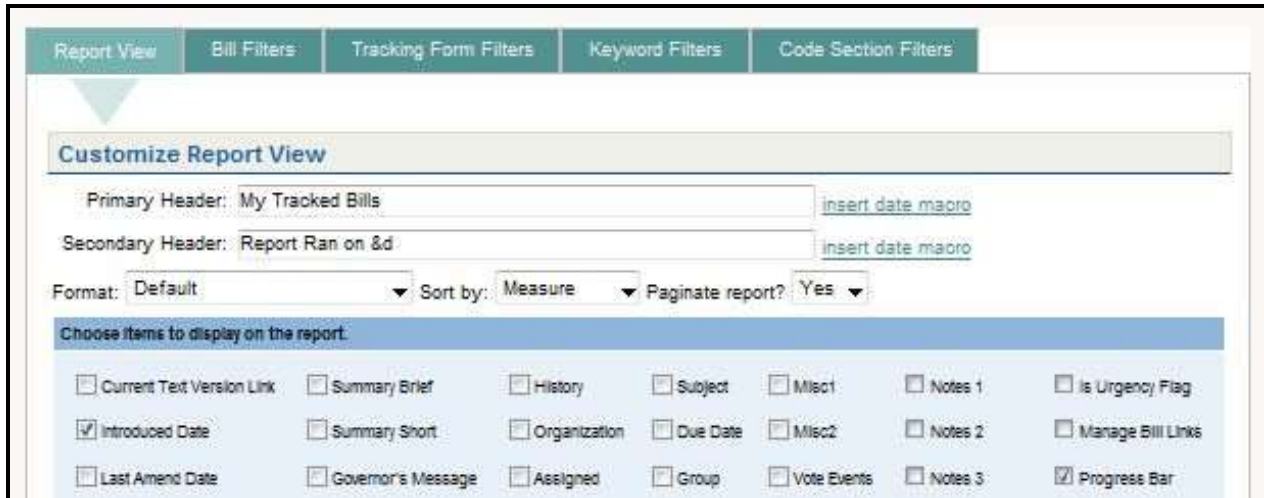 Report View Bill Filters Tracking Form Filters Keyword Filters Code Section Filters
Customize Report View
Primary Header: My Tracked Bills insert date macro
Secondary Header: Report Ran on &d insert date macro
Format: Default Sort by: Measure Paginate report? Yes
Choose items to display on the report.
Current Text Version Link Summary Brief History Subject Misc1 Notes 1 Is Urgency Flag
Introduced Date Summary Short Organization Due Date Misc2 Notes 2 Manage Bill Links
Last Amend Date Governor's Message Assigned Group Vote Events Notes 3 Progress Bar